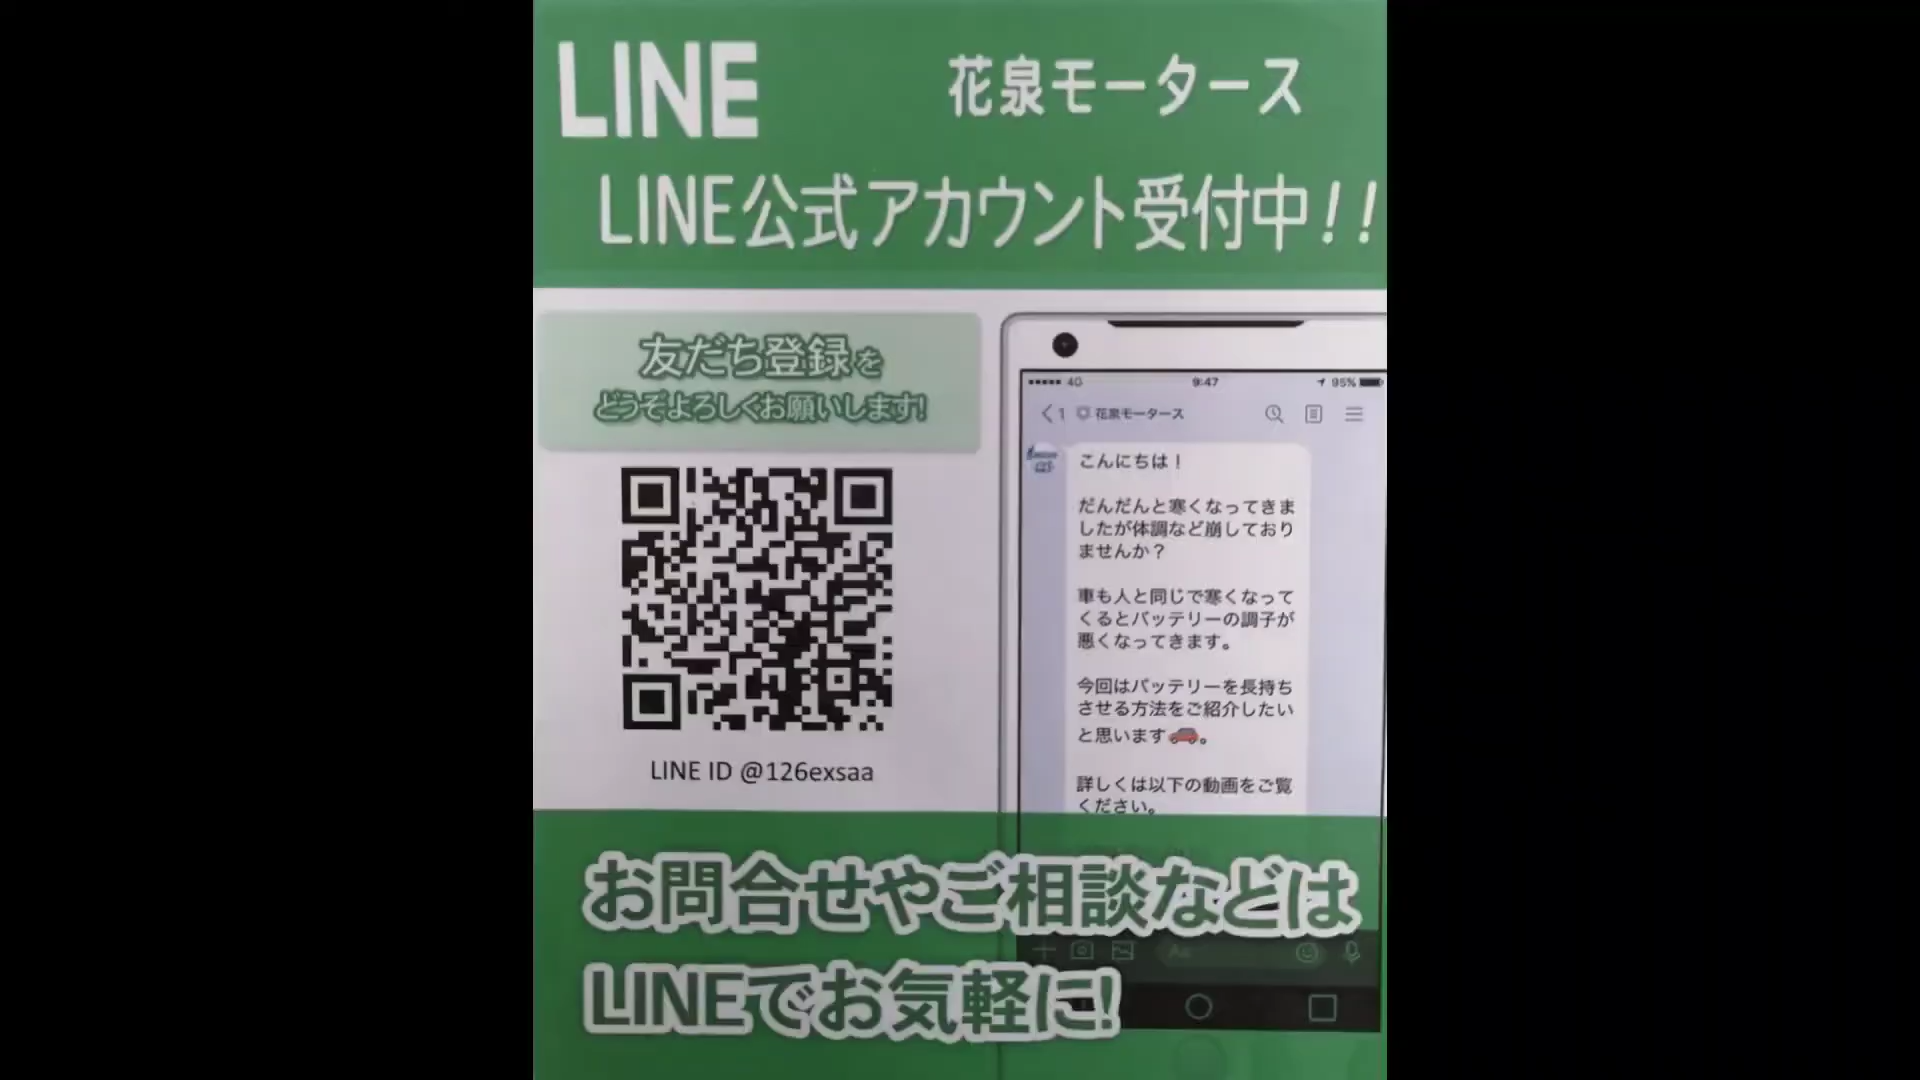 LINE
花泉モータース
LINE公式アカウント受付中!!
友だち登録を
どうぞよろしくお願いします!
LINE ID @126exsaa
4G 9:47 95%
1 花泉モータース
こんにちは！
だんだんと寒くなってきま
したが体調など崩しており
ませんか？
車も人と同じで寒くなって
くるとバッテリーの調子が
悪くなってきます。
今回はバッテリーを長持ち
させる方法をご紹介したい
と思います🚗。
詳しくは以下の動画をご覧
ください。
Aa
お問合せやご相談などは
LINEでお気軽に!